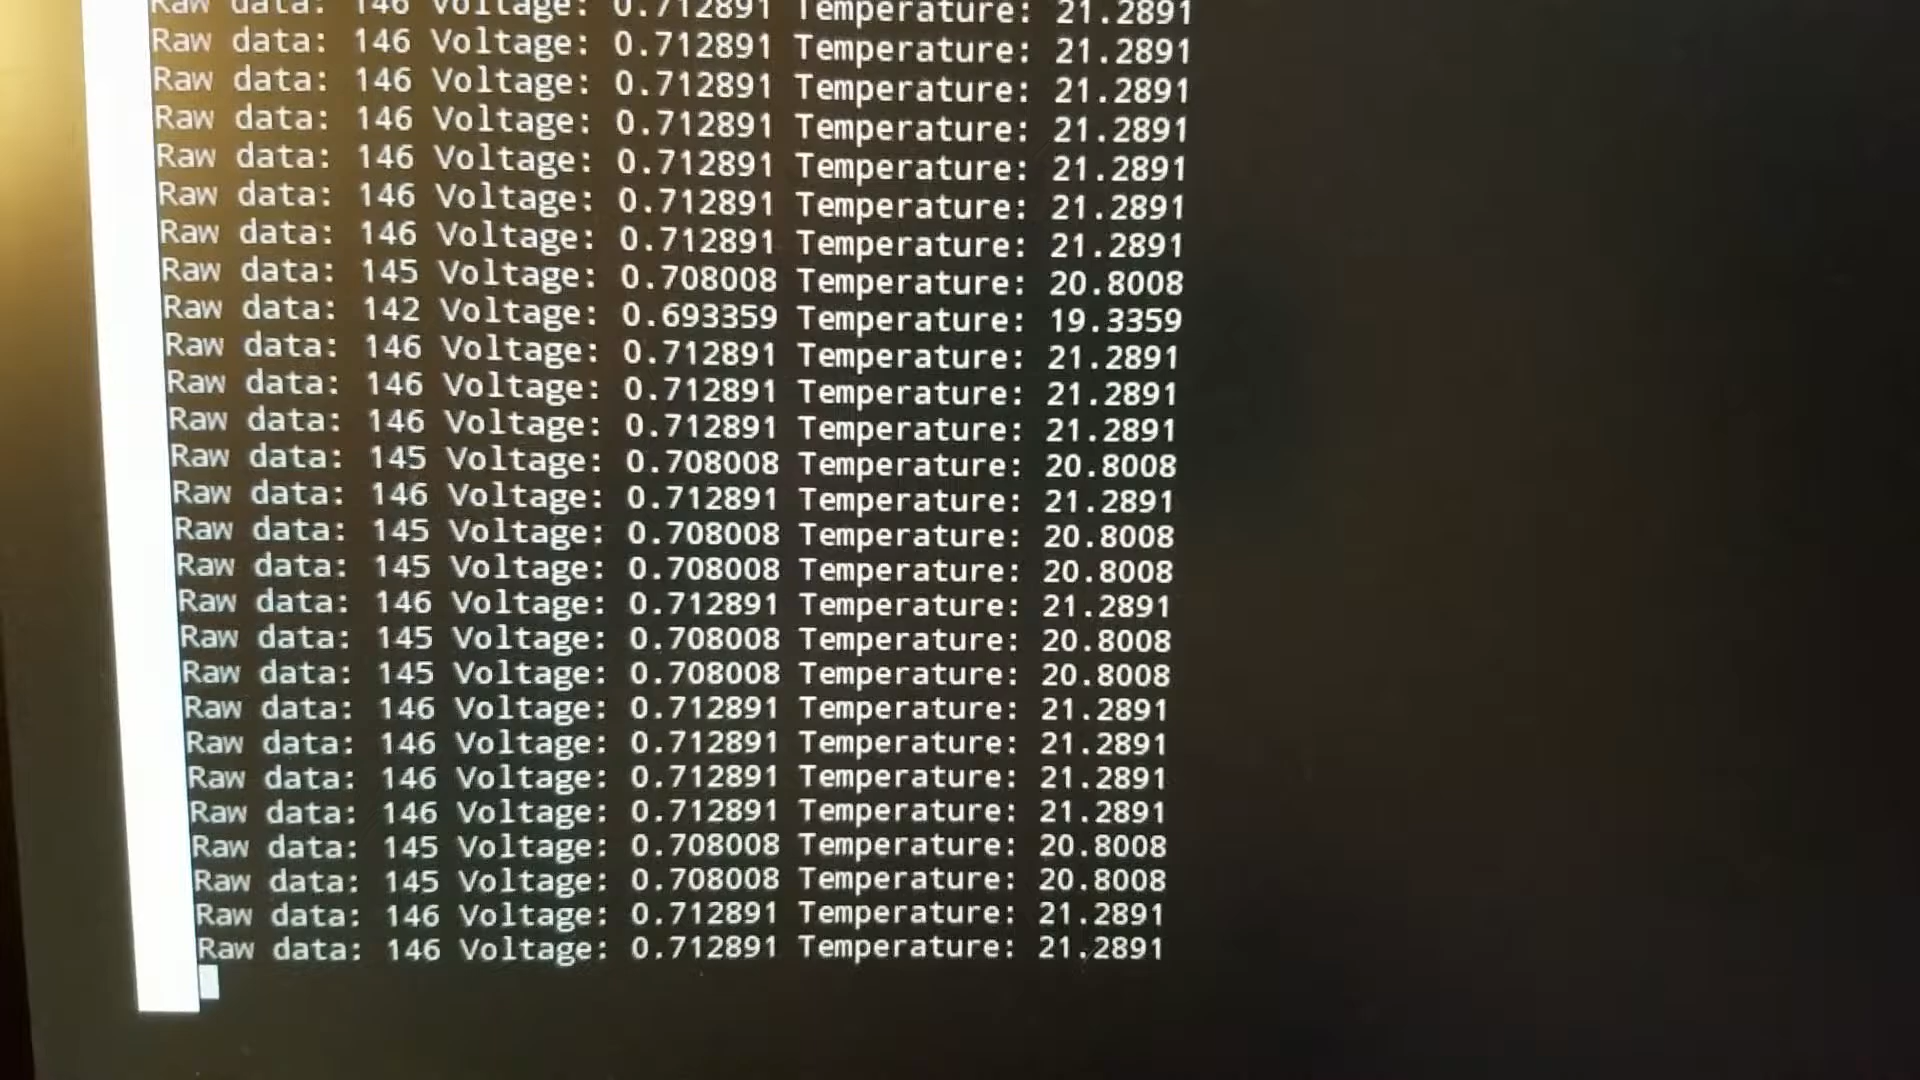 Raw data: 146 Voltage: 0.712891 Temperature: 21.2891
Raw data: 146 Voltage: 0.712891 Temperature: 21.2891
Raw data: 146 Voltage: 0.712891 Temperature: 21.2891
Raw data: 146 Voltage: 0.712891 Temperature: 21.2891
Raw data: 146 Voltage: 0.712891 Temperature: 21.2891
Raw data: 146 Voltage: 0.712891 Temperature: 21.2891
Raw data: 146 Voltage: 0.712891 Temperature: 21.2891
Raw data: 145 Voltage: 0.708008 Temperature: 20.8008
Raw data: 142 Voltage: 0.693359 Temperature: 19.3359
Raw data: 146 Voltage: 0.712891 Temperature: 21.2891
Raw data: 146 Voltage: 0.712891 Temperature: 21.2891
Raw data: 146 Voltage: 0.712891 Temperature: 21.2891
Raw data: 145 Voltage: 0.708008 Temperature: 20.8008
Raw data: 146 Voltage: 0.712891 Temperature: 21.2891
Raw data: 145 Voltage: 0.708008 Temperature: 20.8008
Raw data: 145 Voltage: 0.708008 Temperature: 20.8008
Raw data: 146 Voltage: 0.712891 Temperature: 21.2891
Raw data: 145 Voltage: 0.708008 Temperature: 20.8008
Raw data: 145 Voltage: 0.708008 Temperature: 20.8008
Raw data: 146 Voltage: 0.712891 Temperature: 21.2891
Raw data: 146 Voltage: 0.712891 Temperature: 21.2891
Raw data: 146 Voltage: 0.712891 Temperature: 21.2891
Raw data: 146 Voltage: 0.712891 Temperature: 21.2891
Raw data: 145 Voltage: 0.708008 Temperature: 20.8008
Raw data: 145 Voltage: 0.708008 Temperature: 20.8008
Raw data: 146 Voltage: 0.712891 Temperature: 21.2891
Raw data: 146 Voltage: 0.712891 Temperature: 21.2891